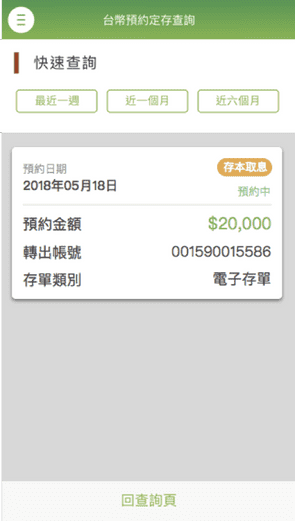 台幣預約定存查詢
快速查詢
最近一週 近一個月 近六個月
預約日期 存本取息
2018年05月18日 預約中
預約金額 $20,000
轉出帳號 001590015586
存單類別 電子存單
回查詢頁